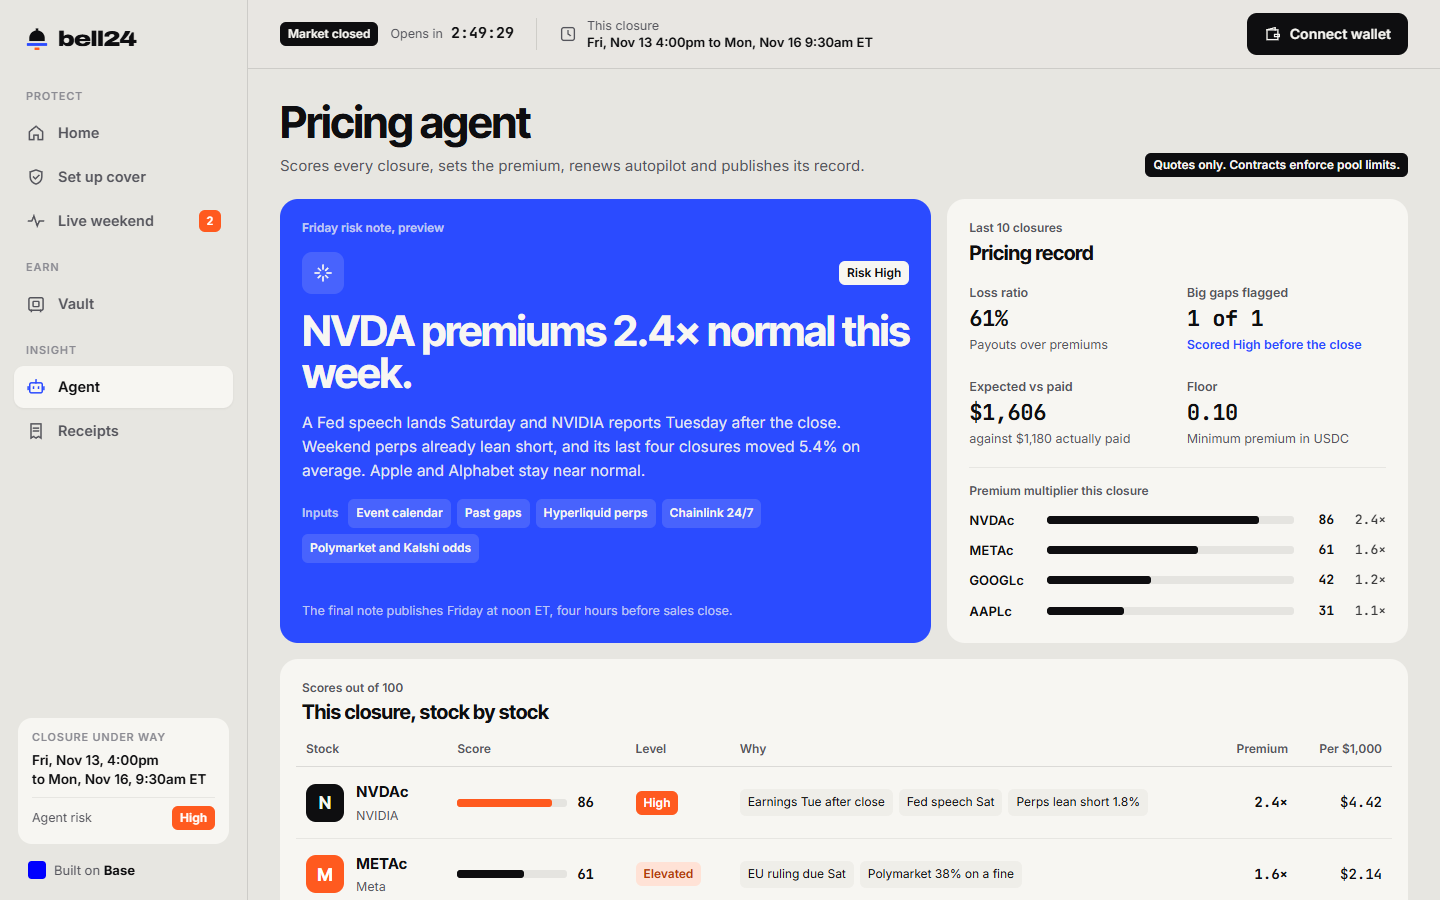 bell24
PROTECT
Home
Set up cover
Live weekend
2
EARN
Vault
INSIGHT
Agent
Receipts
CLOSURE UNDER WAY
Fri, Nov 13, 4:00pm
to Mon, Nov 16, 9:30am ET
Agent risk
High
Built on Base
Market closed
Opens in 2:49:29
This closure
Fri, Nov 13 4:00pm to Mon, Nov 16 9:30am ET
Connect wallet
Pricing agent
Scores every closure, sets the premium, renews autopilot and publishes its record.
Quotes only. Contracts enforce pool limits.
Friday risk note, preview
Risk High
NVDA premiums 2.4× normal this
week.
A Fed speech lands Saturday and NVIDIA reports Tuesday after the close.
Weekend perps already lean short, and its last four closures moved 5.4% on
average. Apple and Alphabet stay near normal.
Inputs Event calendar Past gaps Hyperliquid perps Chainlink 24/7
Polymarket and Kalshi odds
The final note publishes Friday at noon ET, four hours before sales close.
Last 10 closures
Pricing record
Loss ratio
61%
Payouts over premiums
Big gaps flagged
1 of 1
Scored High before the close
Expected vs paid
$1,606
against $1,180 actually paid
Floor
0.10
Minimum premium in USDC
Premium multiplier this closure
NVDAc 86 2.4×
METAc 61 1.6×
GOOGLc 42 1.2×
AAPLc 31 1.1×
Scores out of 100
This closure, stock by stock
Stock Score Level Why Premium Per $1,000
N NVDAc 86 High Earnings Tue after close Fed speech Sat Perps lean short 1.8% 2.4× $4.42
NVIDIA
M METAc 61 Elevated EU ruling due Sat Polymarket 38% on a fine 1.6× $2.14
Meta